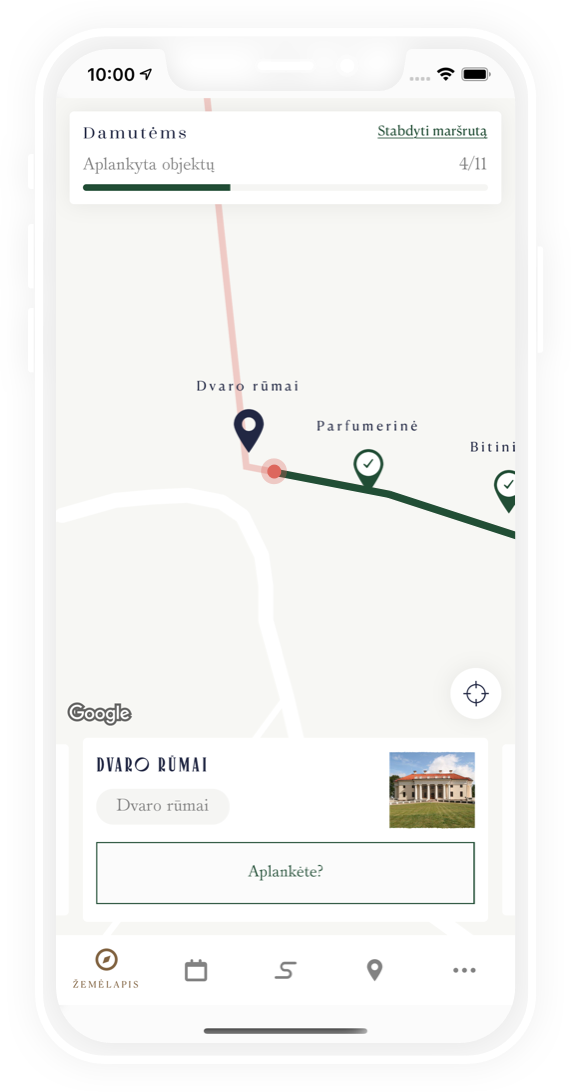 10:00
Damutėms
Stabdyti maršrutą
Aplankyta objektų
4/11
Dvaro rūmai
Parfumerinė
Bitini
Google
DVARO RŪMAI
Dvaro rūmai
Aplankėte?
ŽEMĖLAPIS